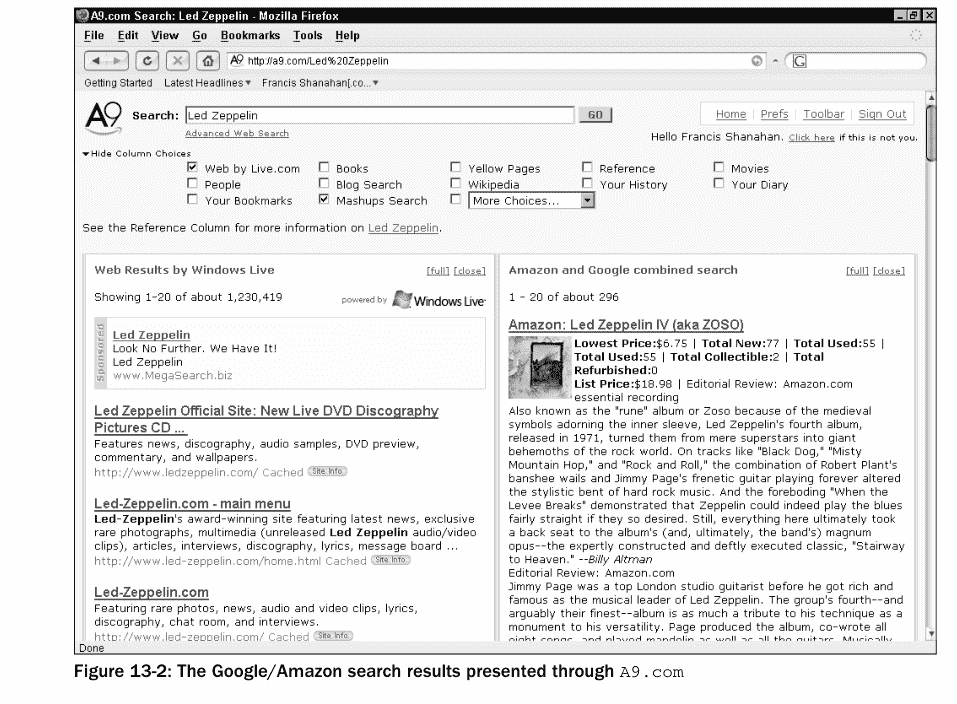 A9.com Search: Led Zeppelin - Mozilla Firefox
File Edit View Go Bookmarks Tools Help
A9 http://a9.com/Led%20Zeppelin
G
Getting Started Latest Headlines Francis Shanahan[.co...
A9 Search: Led Zeppelin GO
Home | Prefs | Toolbar | Sign Out
Advanced Web Search
Hello Francis Shanahan. Click here if this is not you.
Hide Column Choices
Web by Live.com Books Yellow Pages Reference Movies
People Blog Search Wikipedia Your History Your Diary
Your Bookmarks Mashups Search More Choices...
See the Reference Column for more information on Led Zeppelin.
Web Results by Windows Live [full] [close]
Showing 1-20 of about 1,230,419 powered by Windows Live
Sponsored
Led Zeppelin
Look No Further. We Have It!
Led Zeppelin
www.MegaSearch.biz
Led Zeppelin Official Site: New Live DVD Discography
Pictures CD ...
Features news, discography, audio samples, DVD preview,
commentary, and wallpapers.
http://www.ledzeppelin.com/ Cached Site Info
Led-Zeppelin.com - main menu
Led-Zeppelin's award-winning site featuring latest news, exclusive
rare photographs, multimedia (unreleased Led Zeppelin audio/video
clips), articles, interviews, discography, lyrics, message board ...
http://www.led-zeppelin.com/home.html Cached Site Info
Led-Zeppelin.com
Featuring rare photos, news, audio and video clips, lyrics,
discography, chat room, and interviews.
http://www.led-zeppelin.com/ Cached Site Info
Amazon and Google combined search [full] [close]
1 - 20 of about 296
Amazon: Led Zeppelin IV (aka ZOSO)
Lowest Price:$6.75 | Total New:77 | Total Used:55 |
Total Used:55 | Total Collectible:2 | Total
Refurbished:0
List Price:$18.98 | Editorial Review: Amazon.com
essential recording
Also known as the "rune" album or Zoso because of the medieval
symbols adorning the inner sleeve, Led Zeppelin's fourth album,
released in 1971, turned them from mere superstars into giant
behemoths of the rock world. On tracks like "Black Dog," "Misty
Mountain Hop," and "Rock and Roll," the combination of Robert Plant's
banshee wails and Jimmy Page's frenetic guitar playing forever altered
the stylistic bent of hard rock music. And the foreboding "When the
Levee Breaks" demonstrated that Zeppelin could indeed play the blues
fairly straight if they so desired. Still, everything here ultimately took
a back seat to the album's (and, ultimately, the band's) magnum
opus--the expertly constructed and deftly executed classic, "Stairway
to Heaven." --Billy Altman
Editorial Review: Amazon.com
Jimmy Page was a top London studio guitarist before he got rich and
famous as the musical leader of Led Zeppelin. The group's fourth--and
arguably their finest--album is as much a tribute to his technique as a
monument to his versatility. Page produced the album, co-wrote all
eight songs, and played mandolin as well as all the guitars. Musically,
Done
Figure 13-2: The Google/Amazon search results presented through A9.com